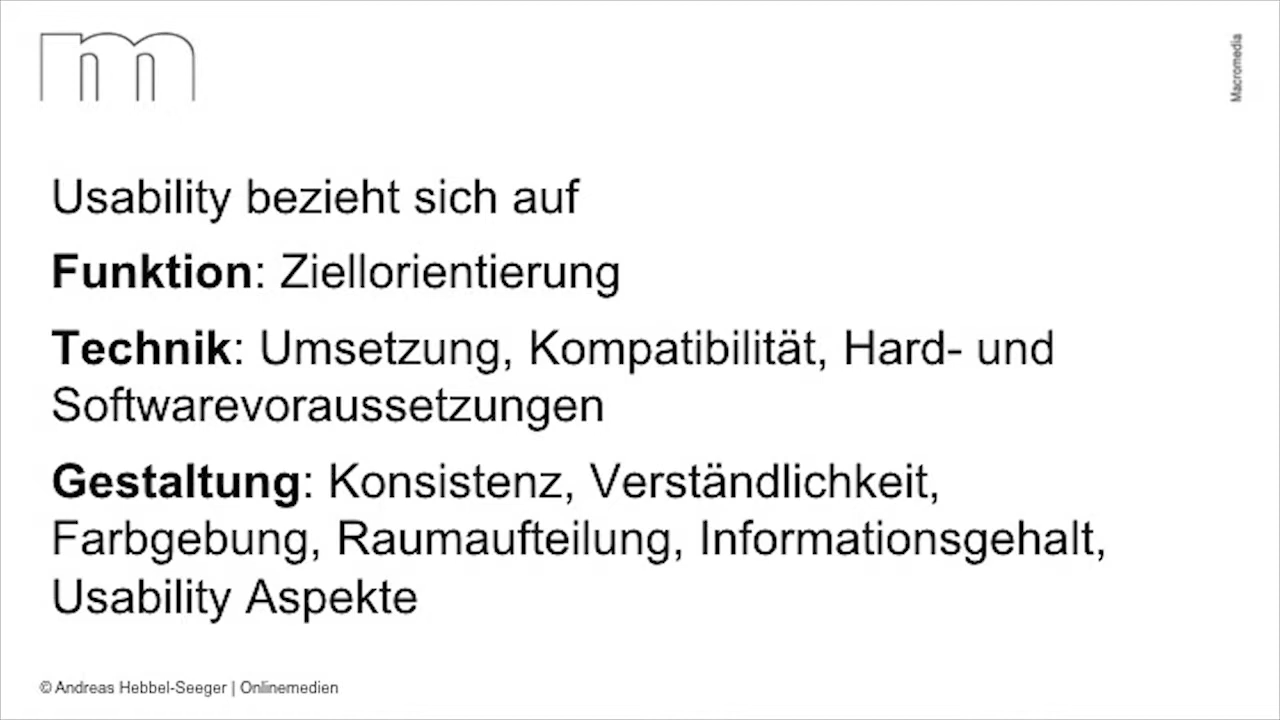 m
Macromedia
Usability bezieht sich auf
Funktion: Ziellorientierung
Technik: Umsetzung, Kompatibilität, Hard- und
Softwarevoraussetzungen
Gestaltung: Konsistenz, Verständlichkeit,
Farbgebung, Raumaufteilung, Informationsgehalt,
Usability Aspekte
© Andreas Hebbel-Seeger | Onlinemedien